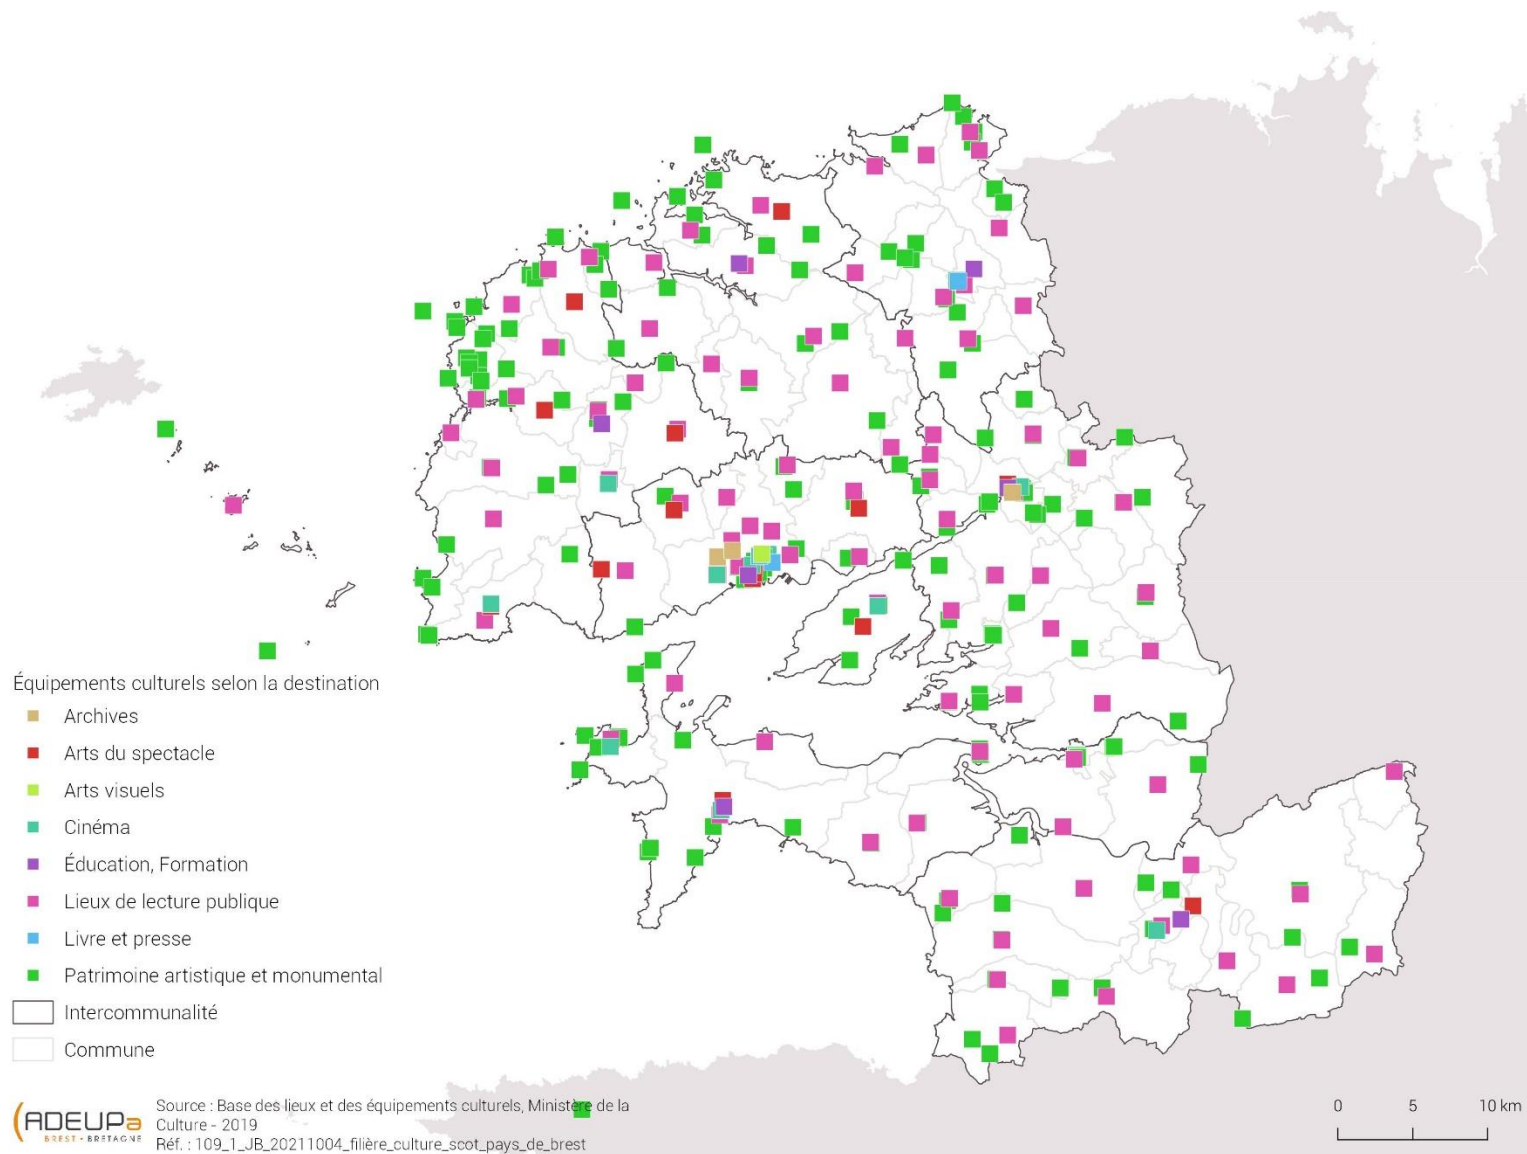 Équipements culturels selon la destination
Archives
Arts du spectacle
Arts visuels
Cinéma
Éducation, Formation
Lieux de lecture publique
Livre et presse
Patrimoine artistique et monumental
Intercommunalité
Commune
ADEUPa
BREST • BRETAGNE
Source : Base des lieux et des équipements culturels, Ministère de la
Culture - 2019
Réf. : 109_1_JB_20211004_filière_culture_scot_pays_de_brest
0 5 10 km